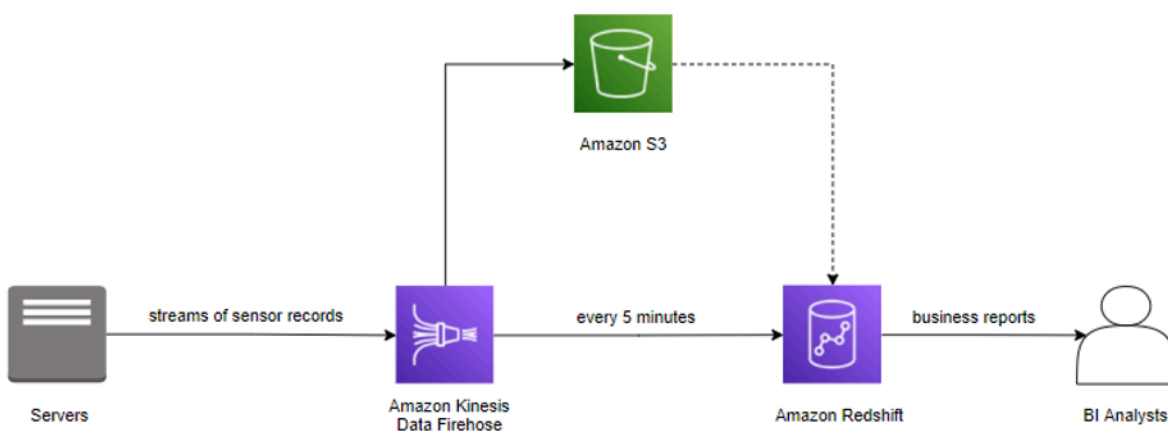 Amazon S3
streams of sensor records
every 5 minutes
business reports
Servers
Amazon Kinesis
Data Firehose
Amazon Redshift
BI Analysts